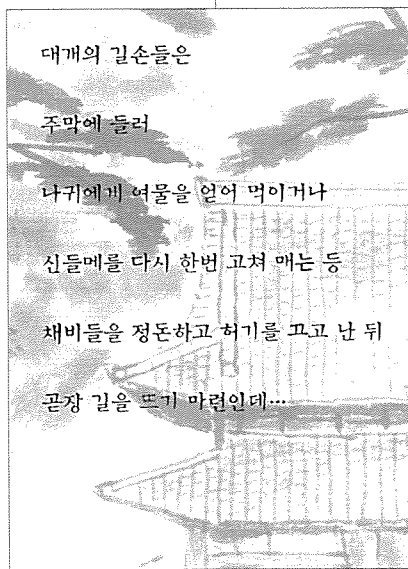 대개의 길손들은
주막에 들러
나귀에게 여물을 얻어 먹이거나
신들메를 다시 한번 고쳐 매는 등
채비들을 정돈하고 허기를 끄고 난 뒤
곧장 길을 뜨기 마련인데…